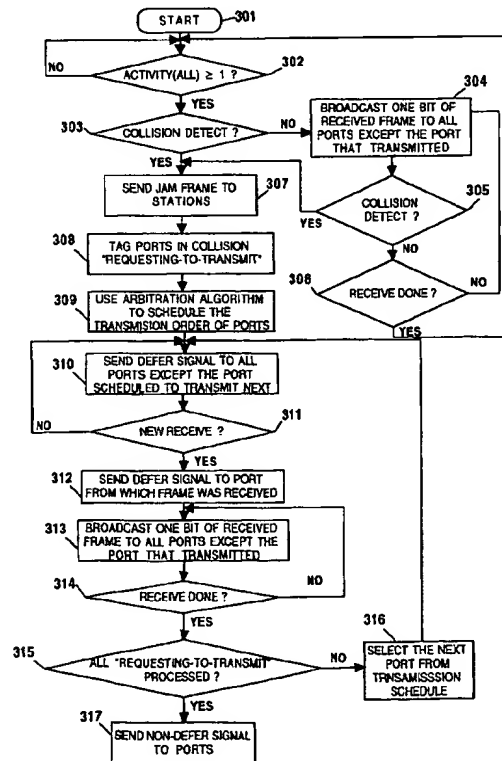 START
301
NO
ACTIVITY(ALL) ≥ 1 ?
302
YES
303
COLLISION DETECT ?
NO
304
BROADCAST ONE BIT OF
RECEIVED FRAME TO ALL
PORTS EXCEPT THE PORT
THAT TRANSMITTED
YES
SEND JAM FRAME TO
STATIONS
307
YES
COLLISION
DETECT ?
305
NO
308
TAG PORTS IN COLLISION
"REQUESTING-TO-TRANSMIT"
306
RECEIVE DONE ?
NO
YES
309
USE ARBITRATION ALGORITHM
TO SCHEDULE THE
TRANSMISION ORDER OF PORTS
310
SEND DEFER SIGNAL TO ALL
PORTS EXCEPT THE PORT
SCHEDULED TO TRANSMIT NEXT
NO
NEW RECEIVE ?
311
YES
312
SEND DEFER SIGNAL TO PORT
FROM WHICH FRAME WAS RECEIVED
313
BROADCAST ONE BIT OF RECEIVED
FRAME TO ALL PORTS EXCEPT THE
PORT THAT TRANSMITTED
314
RECEIVE DONE ?
NO
YES
315
ALL "REQUESTING-TO-TRANSMIT"
PROCESSED ?
NO
316
SELECT THE NEXT
PORT FROM
TRNSAMISSSION
SCHEDULE
YES
317
SEND NON-DEFER SIGNAL
TO PORTS